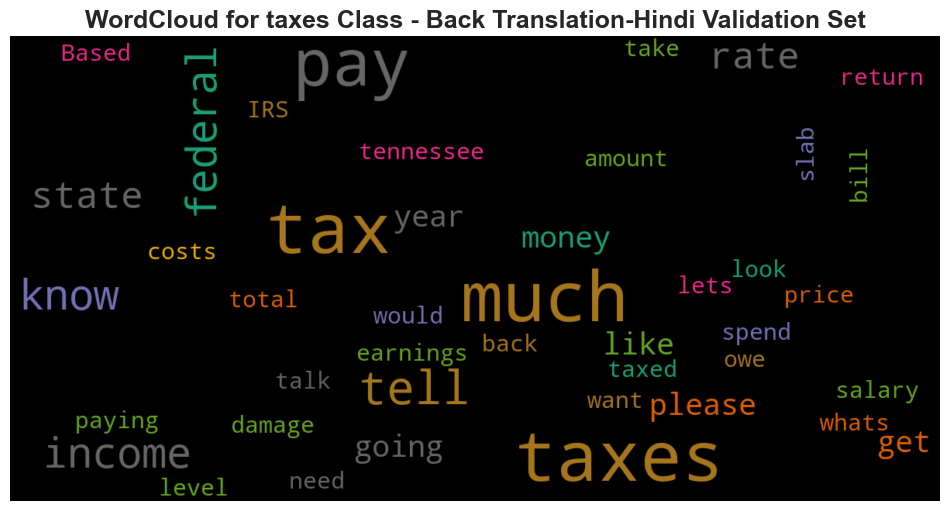 WordCloud for taxes Class - Back Translation-Hindi Validation Set
Based
federal
pay
take
rate
return
IRS
tennessee
amount
slab
bill
state
tax
year
money
costs
know
total
would
much
lets
look
price
earnings
back
like
spend
owe
taxed
talk
tell
want
please
salary
paying
damage
whats
income
going
taxes
get
level
need